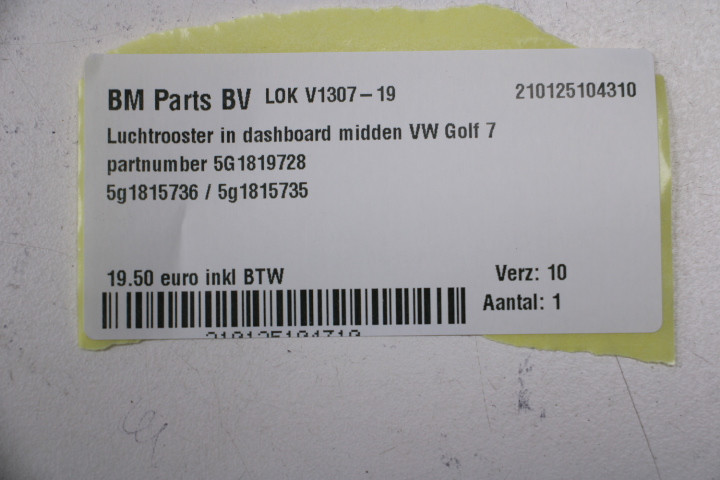 BM Parts BV LOK V1307-19 210125104310
Luchtrooster in dashboard midden VW Golf 7
partnumber 5G1819728
5g1815736 / 5g1815735
19.50 euro inkl BTW Verz: 10
Aantal: 1